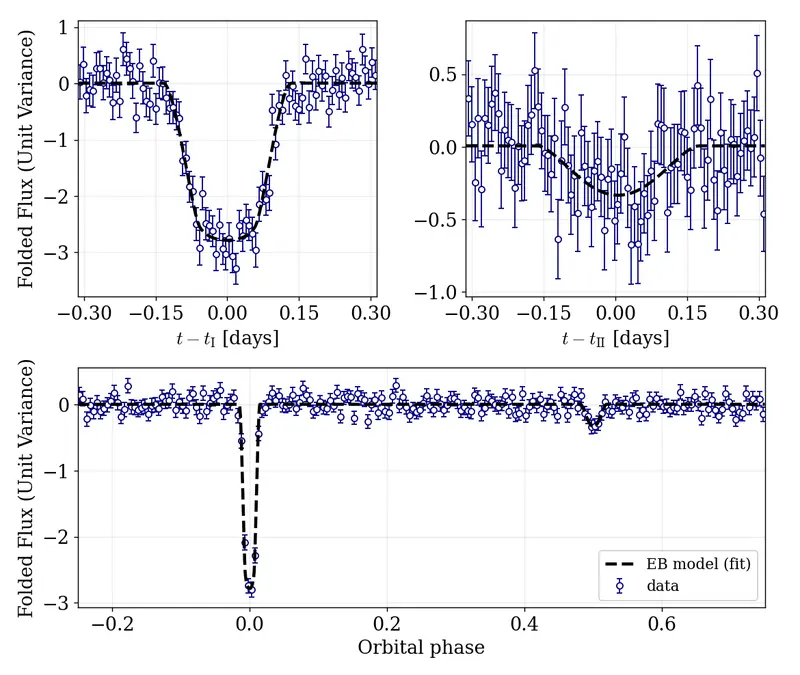 Folded Flux (Unit Variance)
1
0
−1
−2
−3
−0.30 −0.15 0.00 0.15 0.30
t − tI [days]
0.5
0.0
−0.5
−1.0
−0.30 −0.15 0.00 0.15 0.30
t − tII [days]
Folded Flux (Unit Variance)
0
−1
−2
−3
−0.2 0.0 0.2 0.4 0.6
Orbital phase
EB model (fit)
data